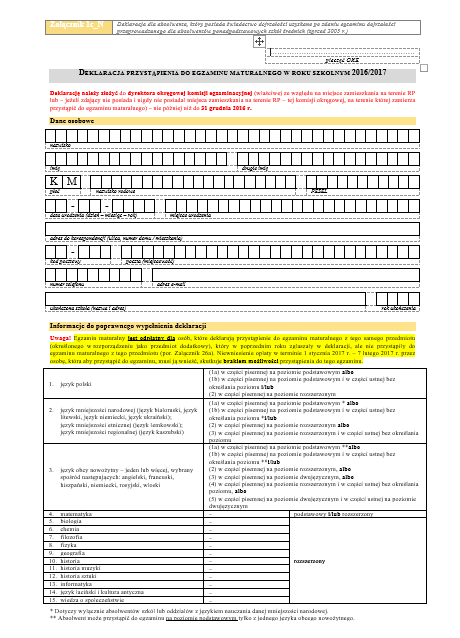 Załącznik 1c_N
Deklaracja dla absolwenta, który posiada świadectwo dojrzałości uzyskane po zdaniu egzaminu dojrzałości
przeprowadzanego dla absolwentów ponadpodstawowych szkół średnich (sprzed 2005 r.)
pieczęć OKE
DEKLARACJA PRZYSTĄPIENIA DO EGZAMINU MATURALNEGO W ROKU SZKOLNYM 2016/2017
Deklarację należy złożyć do dyrektora okręgowej komisji egzaminacyjnej (właściwej ze względu na miejsce zamieszkania na terenie RP
lub – jeżeli zdający nie posiada i nigdy nie posiadał miejsca zamieszkania na terenie RP – tej komisji okręgowej, na terenie której zamierza
przystąpić do egzaminu maturalnego) – nie później niż do 31 grudnia 2016 r.
Dane osobowe
nazwisko
imię drugie imię
K M
płeć nazwisko rodowe PESEL
- -
data urodzenia (dzień – miesiąc – rok) miejsce urodzenia
adres do korespondencji (ulica, numer domu / mieszkania)
-
kod pocztowy poczta (miejscowość)
numer telefonu adres e-mail
ukończona szkoła (nazwa i adres) rok ukończenia
Informacje do poprawnego wypełnienia deklaracji
Uwaga! Egzamin maturalny jest odpłatny dla osób, które deklarują przystąpienie do egzaminu maturalnego z tego samego przedmiotu
(określonego w rozporządzeniu jako przedmiot dodatkowy), który w poprzednim roku zgłaszały w deklaracji, ale nie przystąpiły do
egzaminu maturalnego z tego przedmiotu (por. Załącznik 26a). Niewniesienie opłaty w terminie 1 stycznia 2017 r. – 7 lutego 2017 r. przez
osobę, która aby przystąpić do egzaminu, musi ją wnieść, skutkuje brakiem możliwości przystąpienia do tego egzaminu.
1. język polski
(1a) w części pisemnej na poziomie podstawowym albo
(1b) w części pisemnej na poziomie podstawowym i w części ustnej bez
określania poziomu i/lub
(2) w części pisemnej na poziomie rozszerzonym
2. język mniejszości narodowej (język białoruski, język
litewski, język niemiecki, język ukraiński);
język mniejszości etnicznej (język łemkowski);
język mniejszości regionalnej (język kaszubski)
(1a) w części pisemnej na poziomie podstawowym * albo
(1b) w części pisemnej na poziomie podstawowym i w części ustnej bez
określania poziomu *i/lub
(2) w części pisemnej na poziomie rozszerzonym albo
(3) w części pisemnej na poziomie rozszerzonym i w części ustnej bez określania
poziomu
3. język obcy nowożytny – jeden lub więcej, wybrany
spośród następujących: angielski, francuski,
hiszpański, niemiecki, rosyjski, włoski
(1a) w części pisemnej na poziomie podstawowym **albo
(1b) w części pisemnej na poziomie podstawowym i w części ustnej bez
określania poziomu **i/lub
(2) w części pisemnej na poziomie rozszerzonym, albo
(3) w części pisemnej na poziomie dwujęzycznym, albo
(4) w części pisemnej na poziomie rozszerzonym i w części ustnej bez określania
poziomu, albo
(5) w części pisemnej na poziomie dwujęzycznym i w części ustnej na poziomie
dwujęzycznym
4. matematyka – podstawowy i/lub rozszerzony
5. biologia –
6. chemia –
7. filozofia –
8. fizyka –
9. geografia –
10. historia – rozszerzony
11. historia muzyki –
12. historia sztuki –
13. informatyka –
14. język łaciński i kultura antyczna –
15. wiedza o społeczeństwie –
* Dotyczy wyłącznie absolwentów szkół lub oddziałów z językiem nauczania danej mniejszości narodowej.
** Absolwent może przystąpić do egzaminu na poziomie podstawowym tylko z jednego języka obcego nowożytnego.